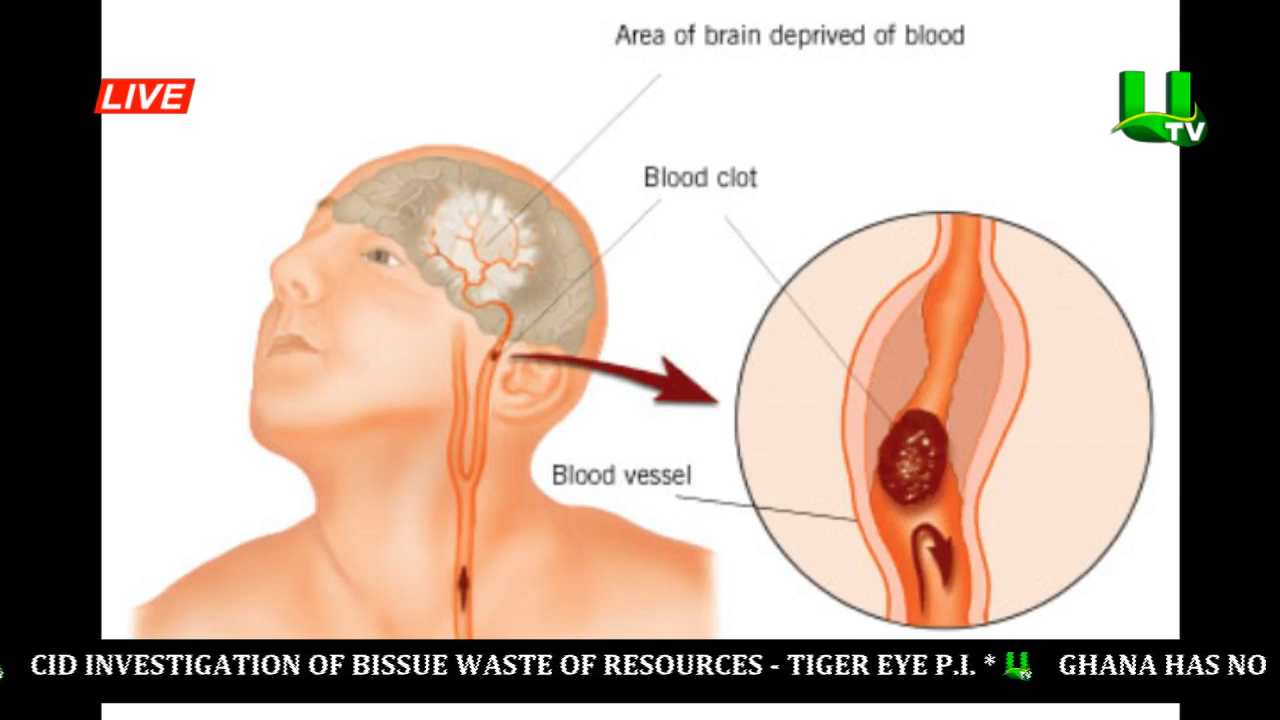 Area of brain deprived of blood
LIVE
U TV
Blood clot
Blood vessel
CID INVESTIGATION OF BISSUE WASTE OF RESOURCES - TIGER EYE P.I. * U TV GHANA HAS NO